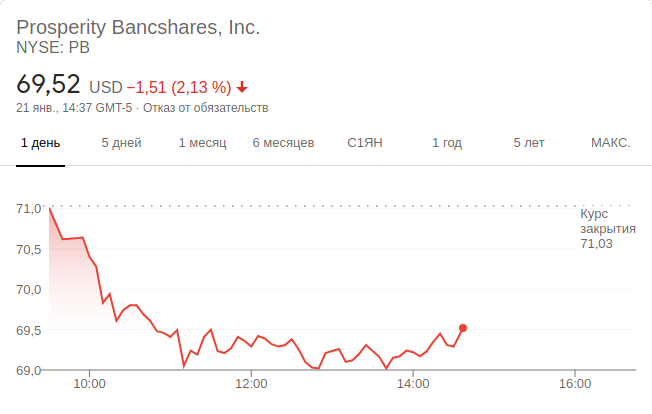 Prosperity Bancshares, Inc.
NYSE: PB
69,52 USD −1,51 (2,13 %)
21 янв., 14:37 GMT-5 · Отказ от обязательств
1 день 5 дней 1 месяц 6 месяцев С1ЯН 1 год 5 лет МАКС.
71,0
Курс
закрытия
71,03
70,5
70,0
69,5
69,0
10:00 12:00 14:00 16:00